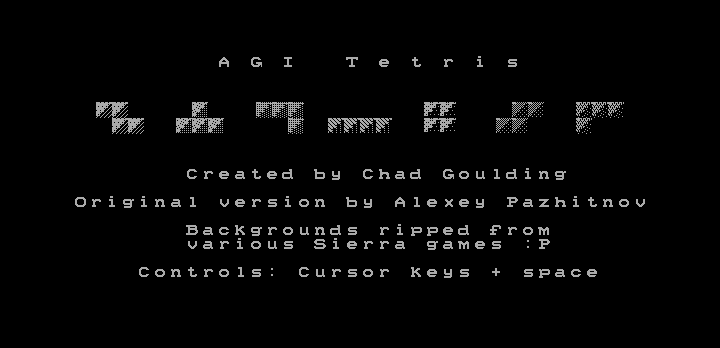 AGI Tetris
Created by Chad Goulding
Original version by Alexey Pazhitnov
Backgrounds ripped from
various Sierra games :P
Controls: Cursor Keys + space